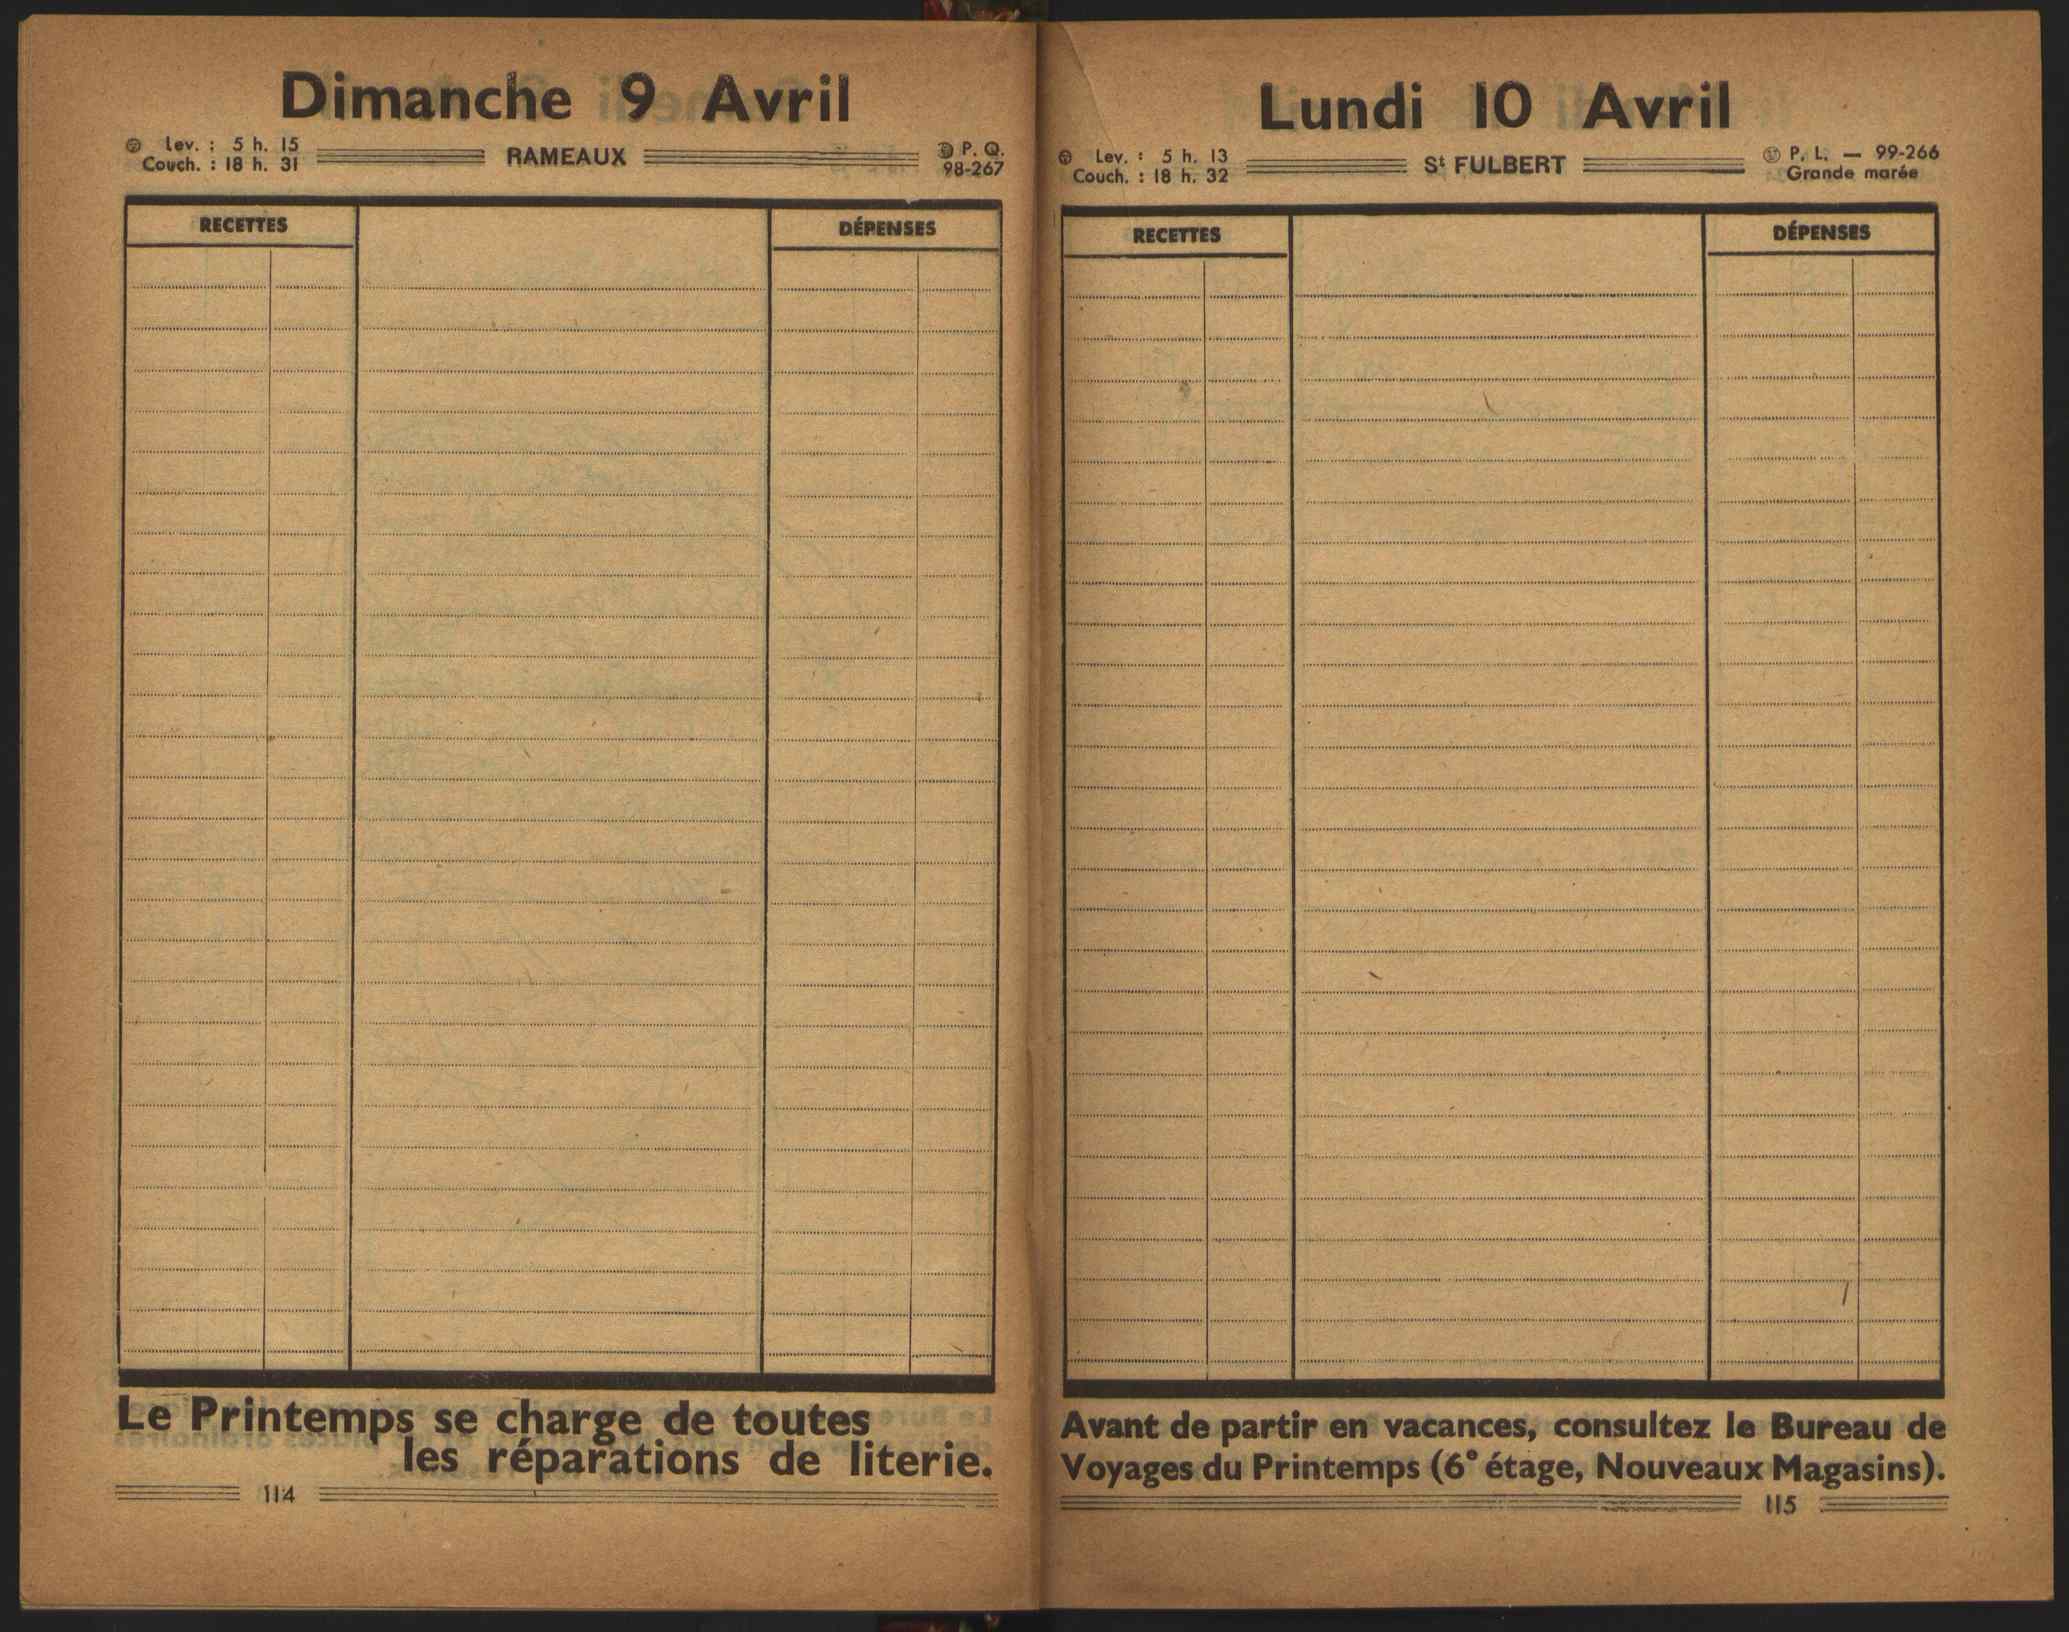 Dimanche 9 Avril
Lev. : 5 h. 15
Couch. : 18 h. 31
RAMEAUX
P. Q.
98-267
RECETTES
DÉPENSES
Le Printemps se charge de toutes
les réparations de literie.
114
Lundi 10 Avril
Lev. : 5 h. 13
Couch. : 18 h. 32
St FULBERT
P. L. — 99-266
Grande marée
RECETTES
DÉPENSES
Avant de partir en vacances, consultez le Bureau de
Voyages du Printemps (6e étage, Nouveaux Magasins).
115